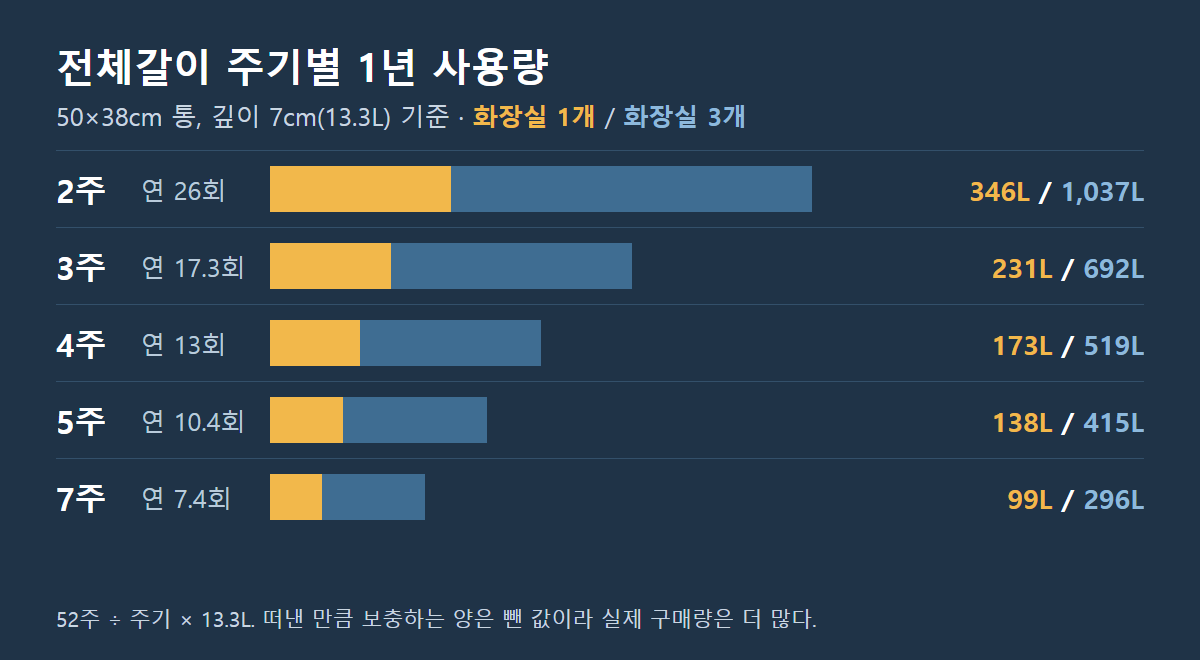 전체갈이 주기별 1년 사용량
50×38cm 통, 깊이 7cm(13.3L) 기준 · 화장실 1개 / 화장실 3개
2주 연 26회 346L / 1,037L
3주 연 17.3회 231L / 692L
4주 연 13회 173L / 519L
5주 연 10.4회 138L / 415L
7주 연 7.4회 99L / 296L
52주 ÷ 주기 × 13.3L. 떠낸 만큼 보충하는 양은 뺀 값이라 실제 구매량은 더 많다.